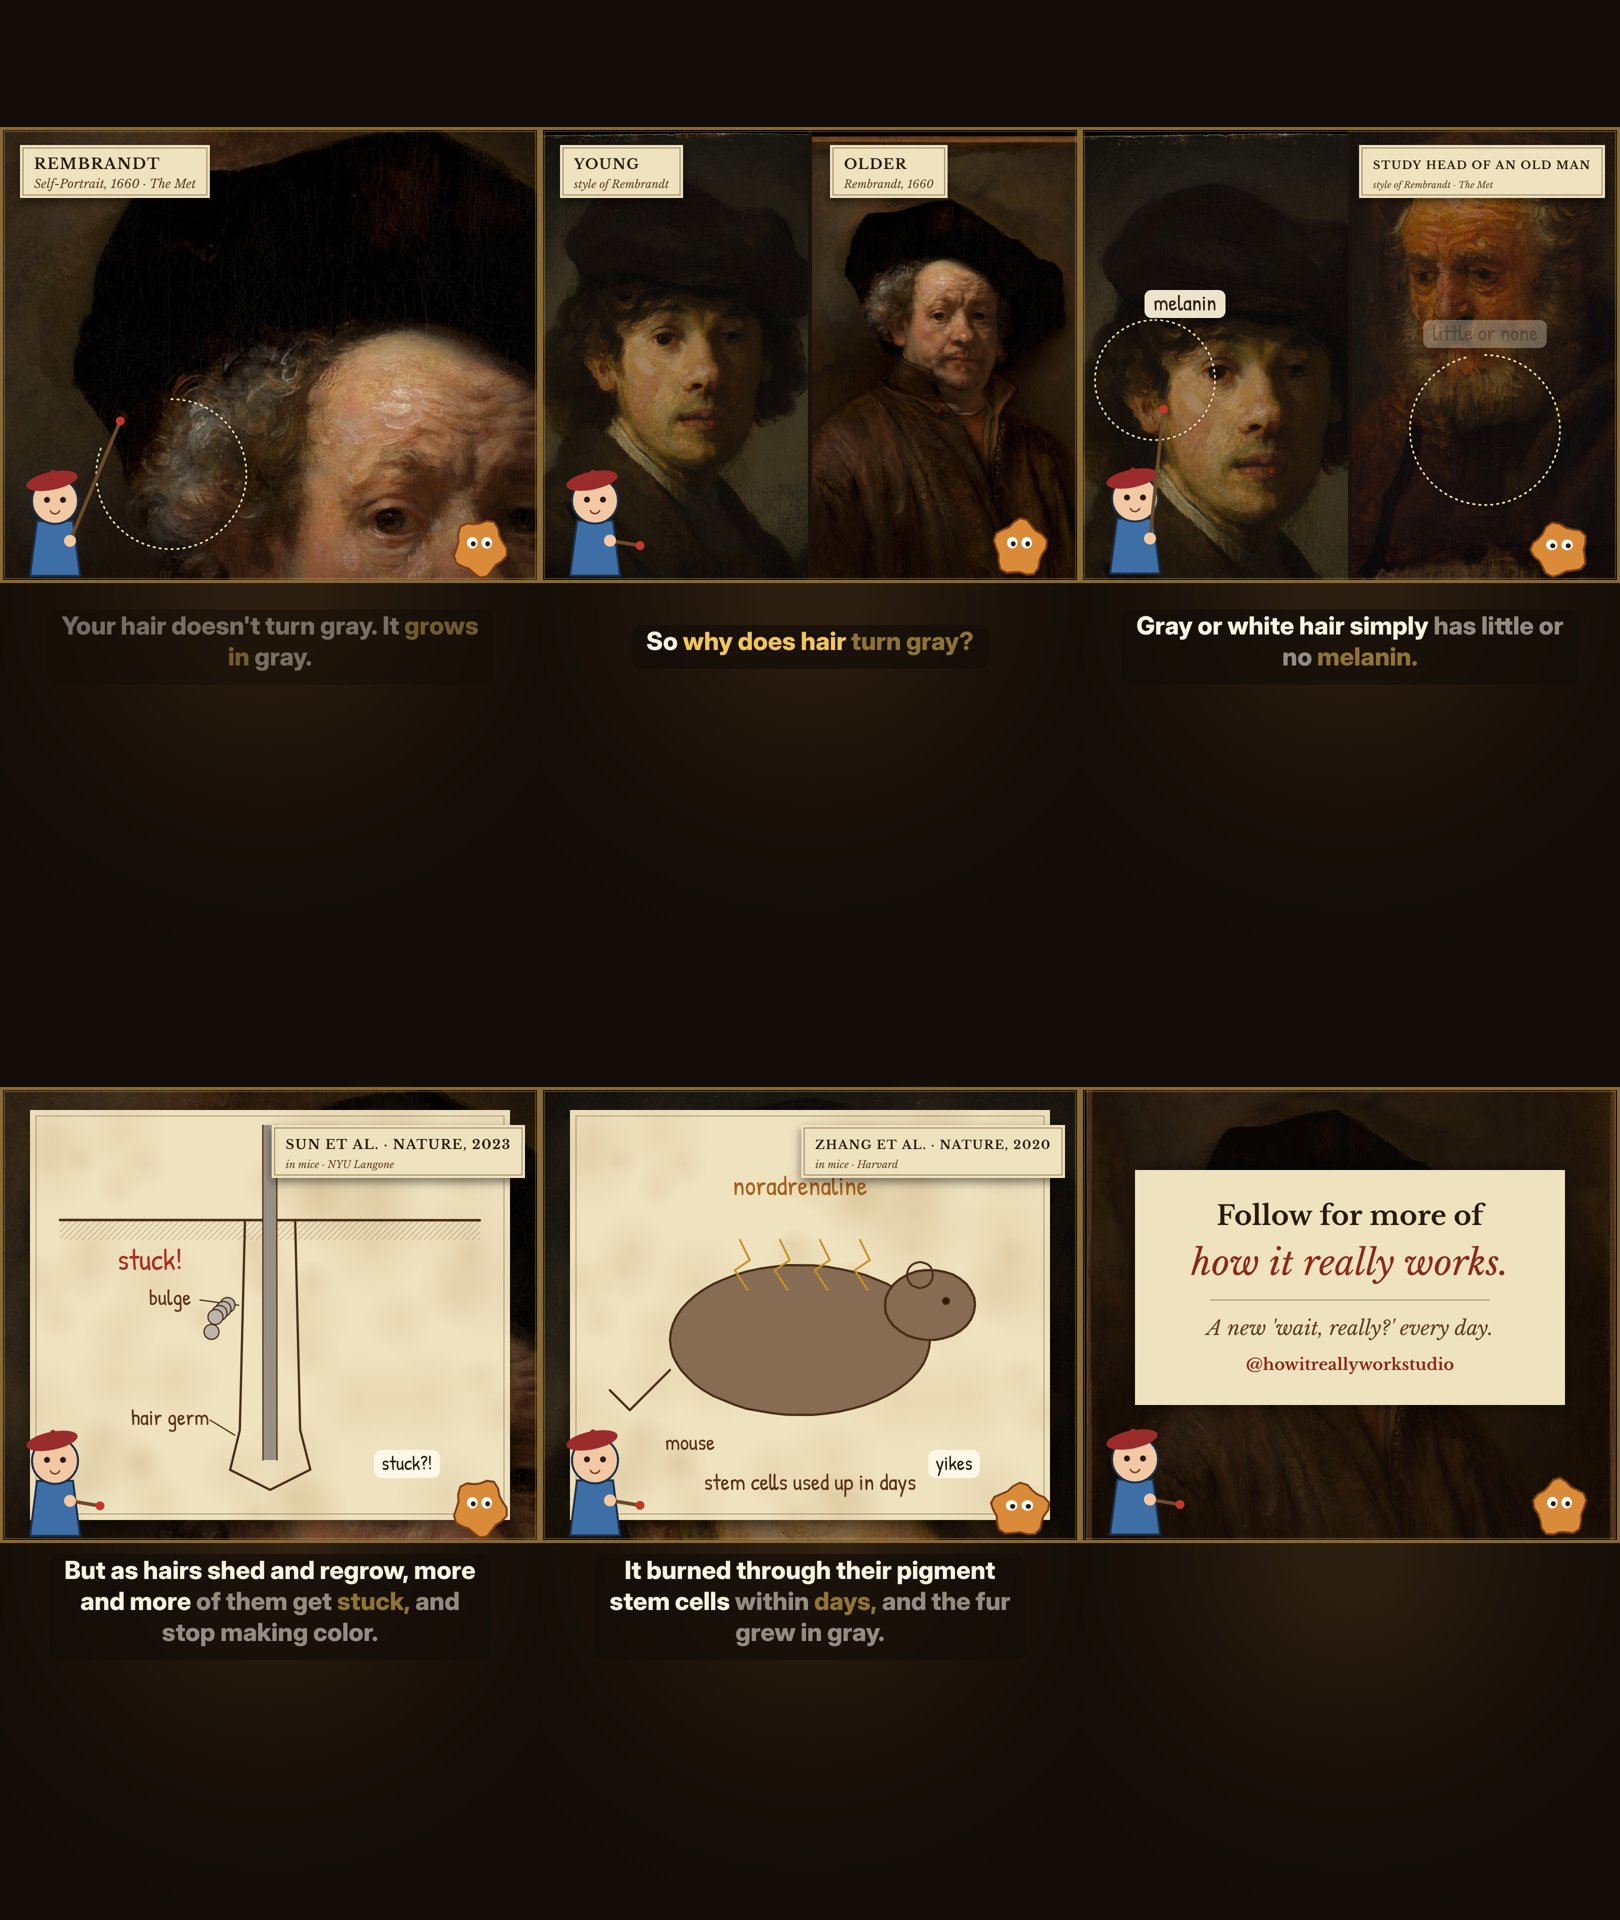 REMBRANDT
Self-Portrait, 1660 · The Met
Your hair doesn't turn gray. It grows
in gray.
YOUNG
style of Rembrandt
OLDER
Rembrandt, 1660
So why does hair turn gray?
STUDY HEAD OF AN OLD MAN
style of Rembrandt · The Met
melanin
little or none
Gray or white hair simply has little or
no melanin.
SUN ET AL. · NATURE, 2023
in mice · NYU Langone
stuck!
bulge
hair germ
stuck?!
But as hairs shed and regrow, more
and more of them get stuck, and
stop making color.
ZHANG ET AL. · NATURE, 2020
in mice · Harvard
noradrenaline
mouse
yikes
stem cells used up in days
It burned through their pigment
stem cells within days, and the fur
grew in gray.
Follow for more of
how it really works.
A new 'wait, really?' every day.
@howitreallyworkstudio